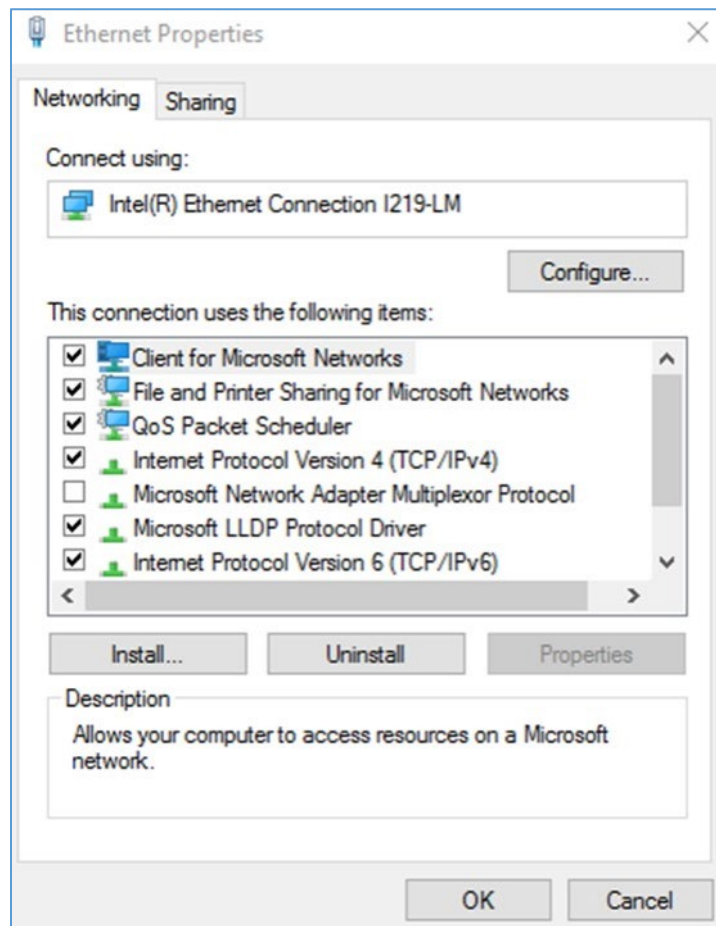 Ethernet Properties
Networking
Sharing
Connect using:
Intel(R) Ethernet Connection I219-LM
Configure...
This connection uses the following items:
Client for Microsoft Networks
File and Printer Sharing for Microsoft Networks
QoS Packet Scheduler
Internet Protocol Version 4 (TCP/IPv4)
Microsoft Network Adapter Multiplexor Protocol
Microsoft LLDP Protocol Driver
Internet Protocol Version 6 (TCP/IPv6)
Install...
Uninstall
Properties
Description
Allows your computer to access resources on a Microsoft
network.
OK
Cancel